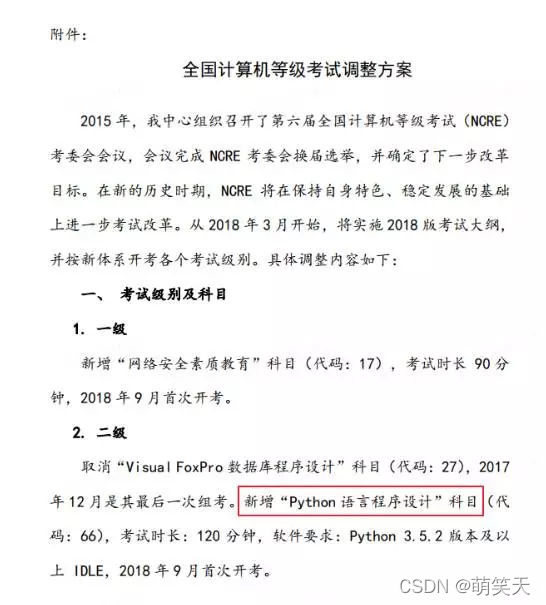 附件：
全国计算机等级考试调整方案
2015 年，我中心组织召开了第六届全国计算机等级考试（NCRE）
考委会会议，会议完成 NCRE 考委会换届选举，并确定了下一步改革
目标。在新的历史时期，NCRE 将在保持自身特色、稳定发展的基础
上进一步考试改革。从 2018 年 3 月开始，将实施 2018 版考试大纲，
并按新体系开考各个考试级别。具体调整内容如下：
一、 考试级别及科目
1. 一级
新增“网络安全素质教育”科目（代码：17），考试时长 90 分
钟，2018 年 9 月首次开考。
2. 二级
取消“Visual FoxPro 数据库程序设计”科目（代码：27），2017
年 12 月是其最后一次组考。新增“Python 语言程序设计”科目（代
码：66），考试时长：120 分钟，软件要求：Python 3.5.2 版本及以
上 IDLE，2018 年 9 月首次开考。
CSDN @萌笑天